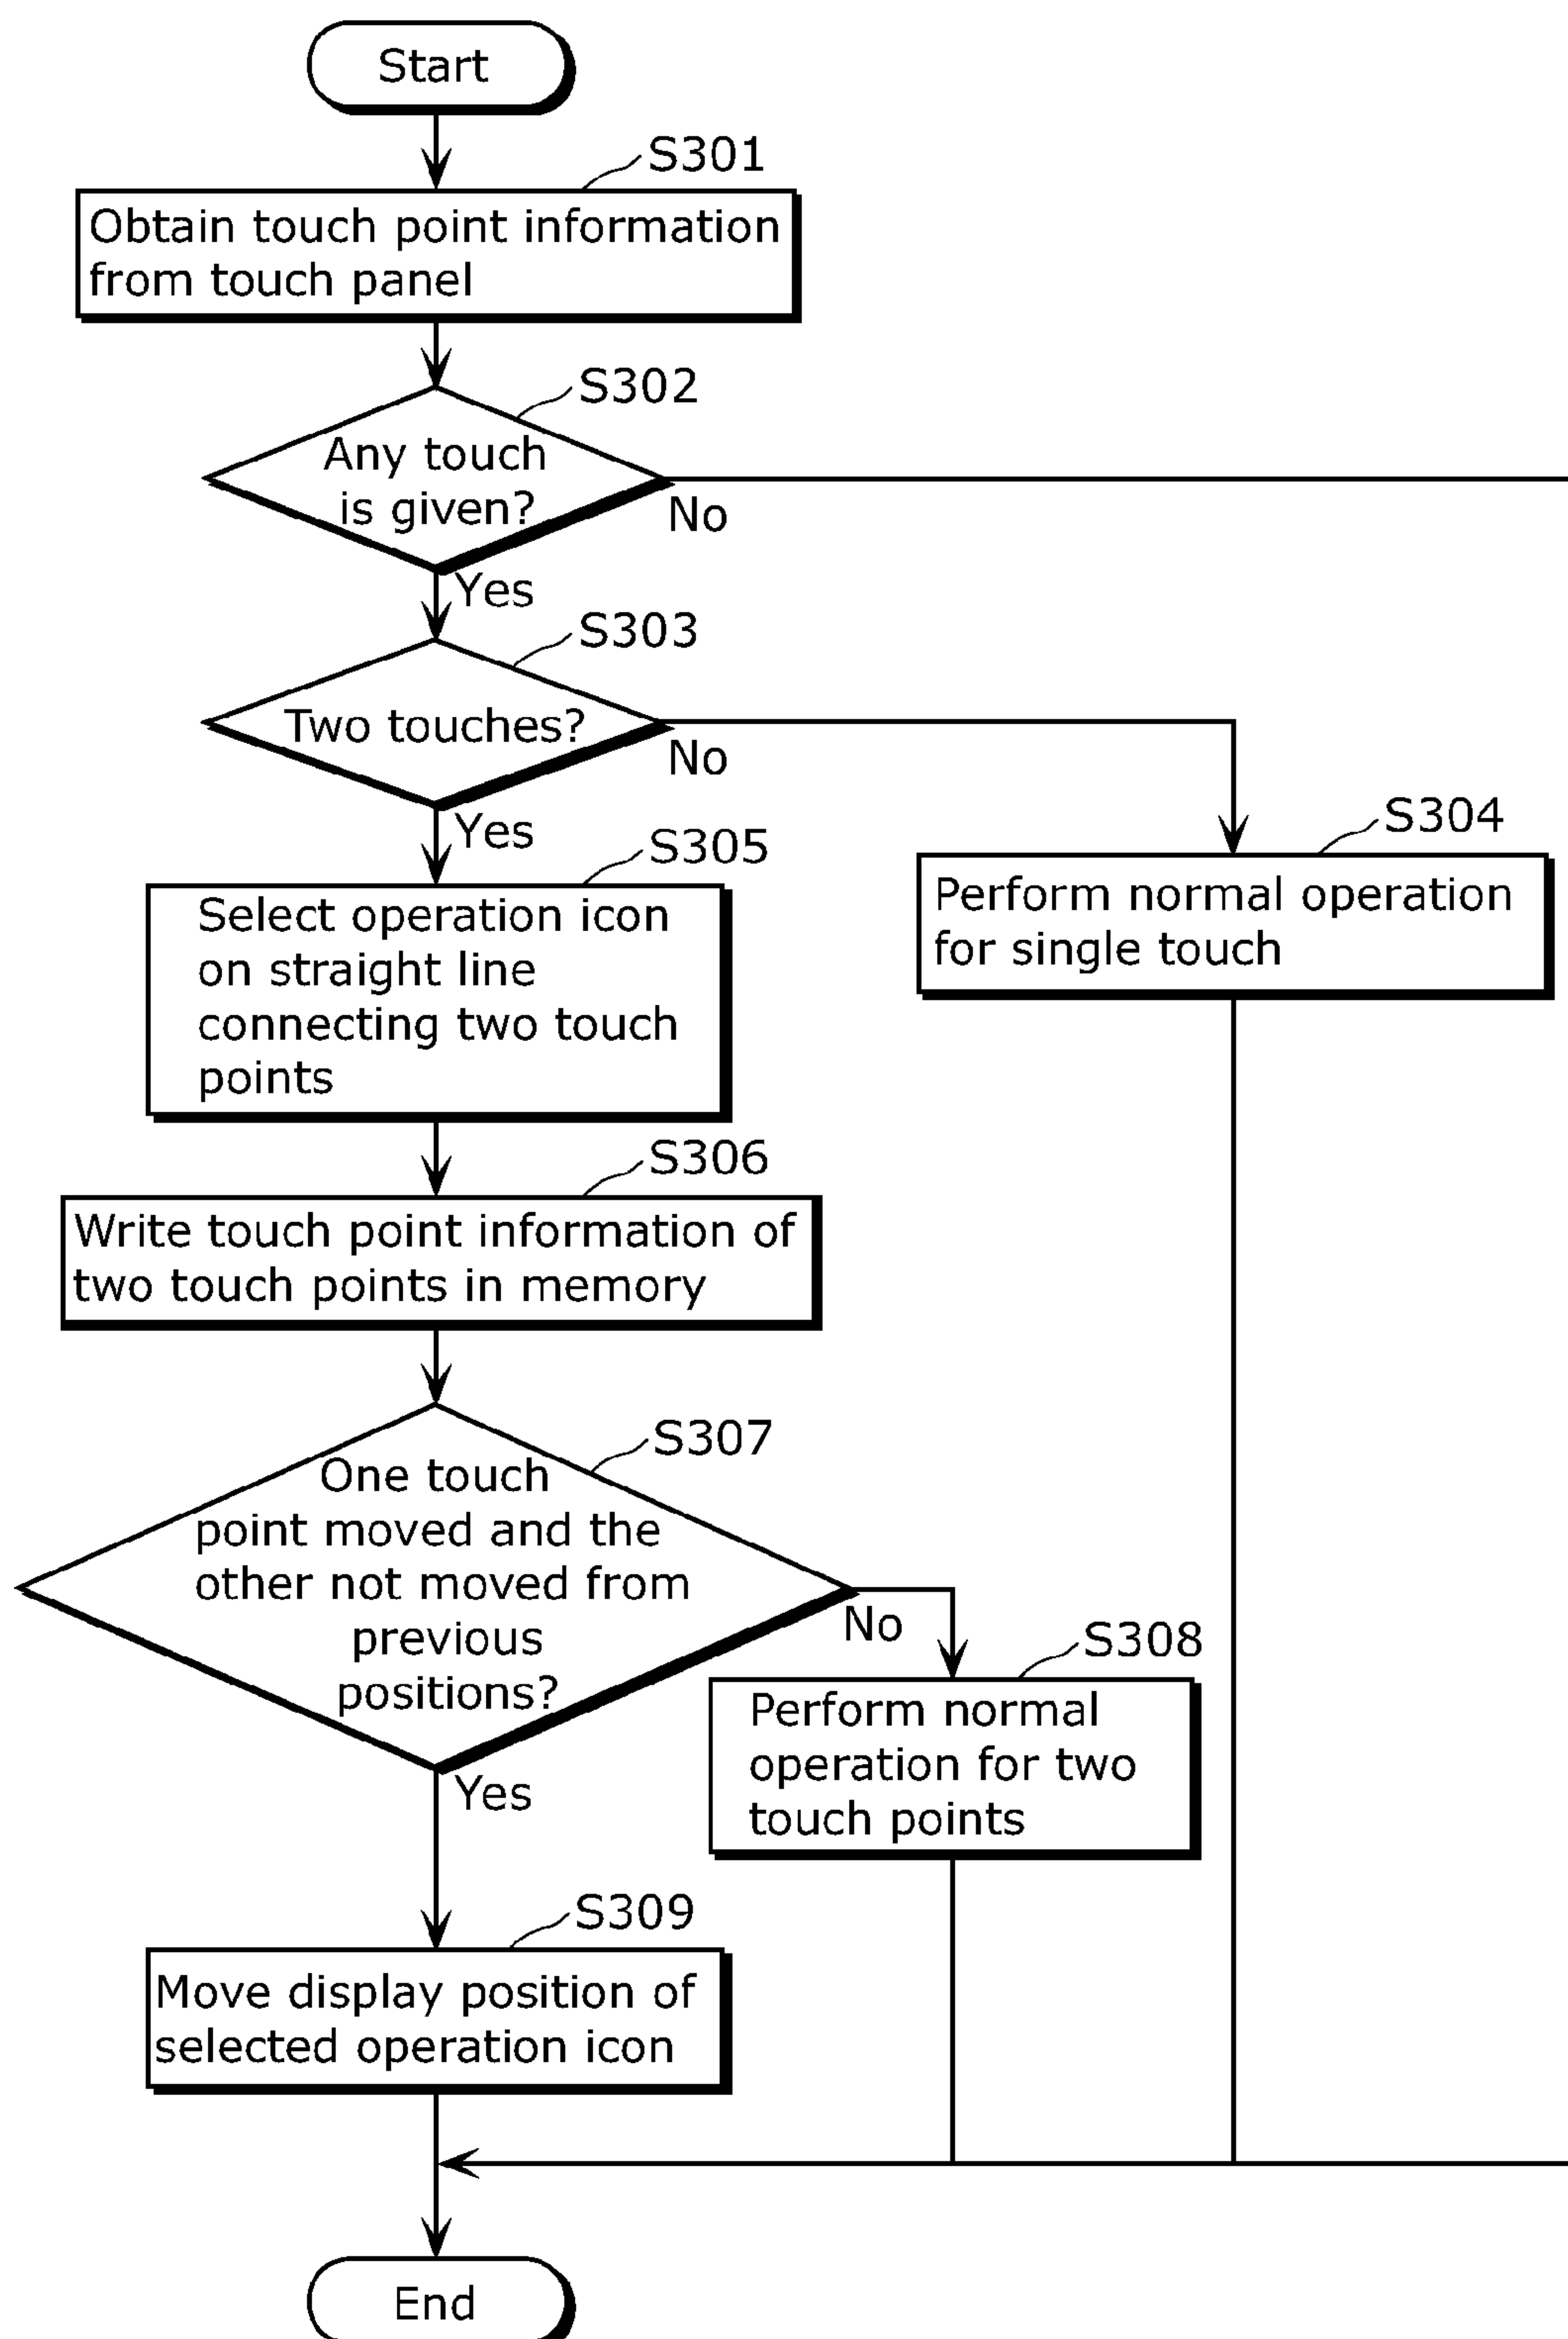 Start
S301
Obtain touch point information
from touch panel
S302
Any touch
is given?
No
Yes
S303
Two touches?
No
Yes
S304
Perform normal operation
for single touch
S305
Select operation icon
on straight line
connecting two touch
points
S306
Write touch point information of
two touch points in memory
S307
One touch
point moved and the
other not moved from
previous
positions?
No
Yes
S308
Perform normal
operation for two
touch points
S309
Move display position of
selected operation icon
End